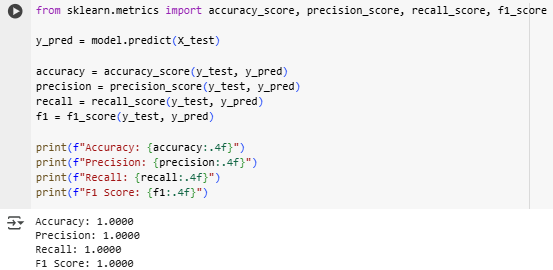 from sklearn.metrics import accuracy_score, precision_score, recall_score, f1_score
y_pred = model.predict(X_test)
accuracy = accuracy_score(y_test, y_pred)
precision = precision_score(y_test, y_pred)
recall = recall_score(y_test, y_pred)
f1 = f1_score(y_test, y_pred)
print(f"Accuracy: {accuracy:.4f}")
print(f"Precision: {precision:.4f}")
print(f"Recall: {recall:.4f}")
print(f"F1 Score: {f1:.4f}")
Accuracy: 1.0000
Precision: 1.0000
Recall: 1.0000
F1 Score: 1.0000